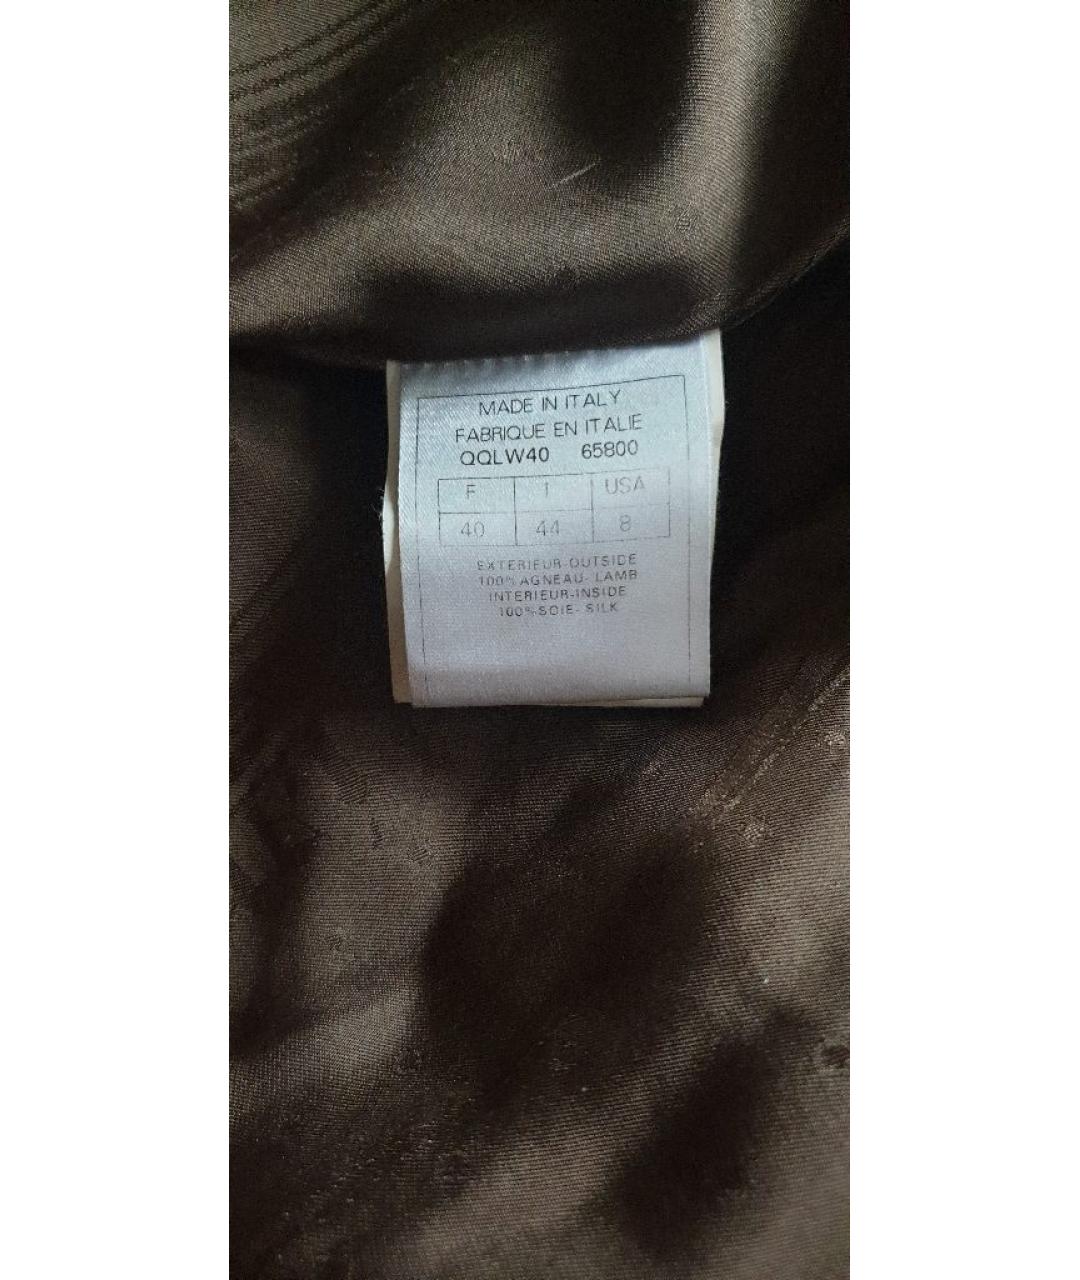 MADE IN ITALY
FABRIQUE EN ITALIE
QQLW40 65800
F I USA
40 44 8
EXTERIEUR-OUTSIDE
100% AGNEAU- LAMB
INTERIEUR-INSIDE
100%SOIE- SILK